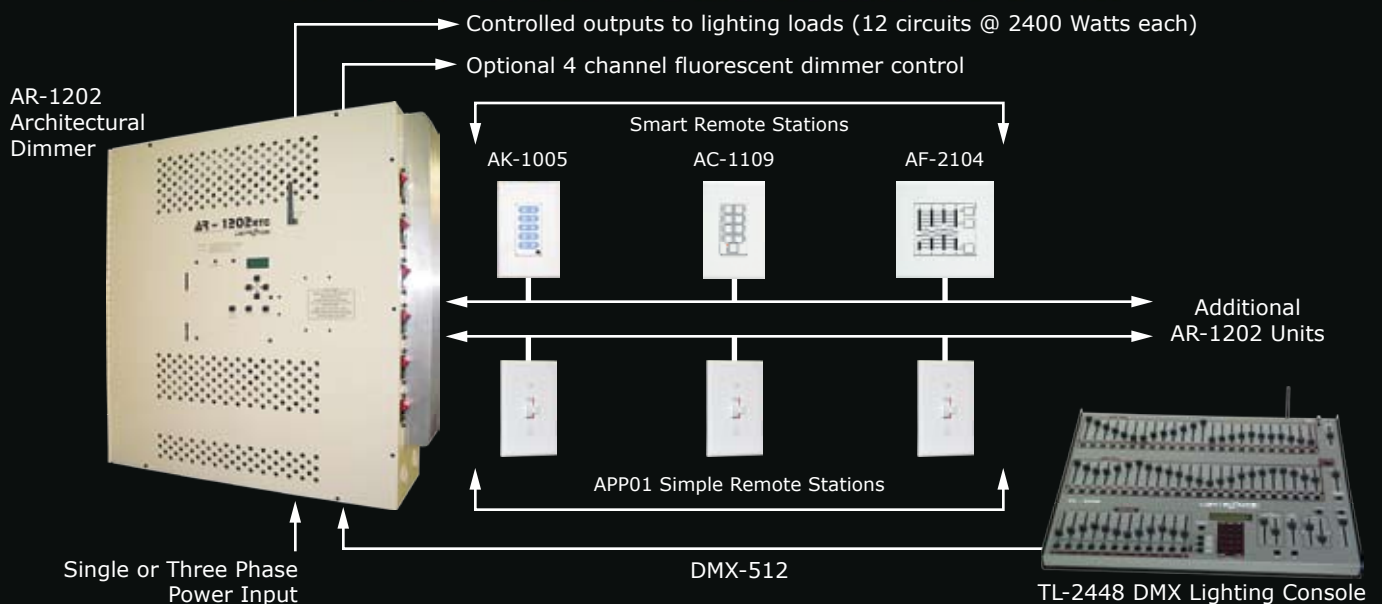 Controlled outputs to lighting loads (12 circuits @ 2400 Watts each)
Optional 4 channel fluorescent dimmer control
AR-1202
Architectural
Dimmer
Smart Remote Stations
AK-1005
AC-1109
AF-2104
AR-1202
Additional
AR-1202 Units
APP01 Simple Remote Stations
Single or Three Phase
Power Input
DMX-512
TL-2448 DMX Lighting Console